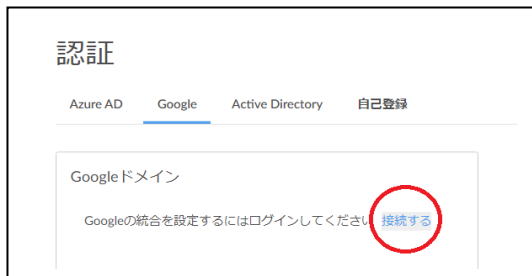 認証
Azure AD Google Active Directory 自己登録
Googleドメイン
Googleの統合を設定するにはログインしてください 接続する